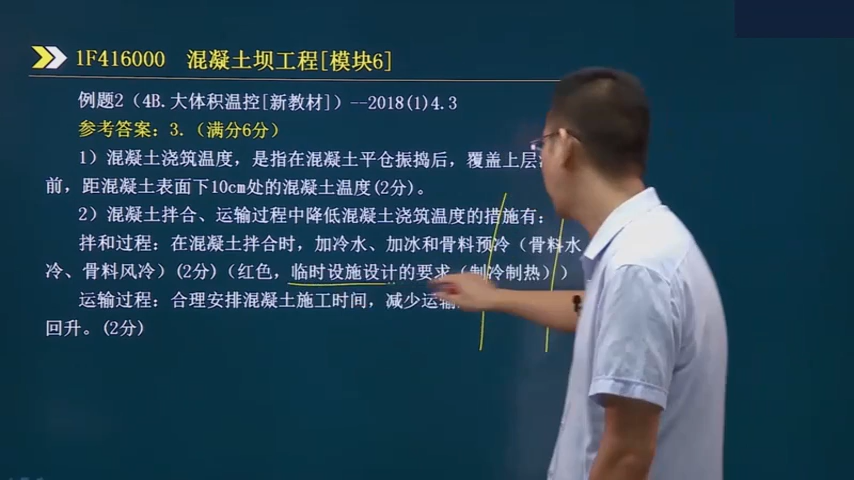 1F416000 混凝土坝工程[模块6]
例题2（4B.大体积温控[新教材]）--2018(1)4.3
参考答案：3.（满分6分）
1）混凝土浇筑温度，是指在混凝土平仓振捣后，覆盖上层
前，距混凝土表面下10cm处的混凝土温度(2分)。
2）混凝土拌合、运输过程中降低混凝土浇筑温度的措施有：
拌和过程：在混凝土拌合时，加冷水、加冰和骨料预冷（骨料水
冷、骨料风冷）(2分)（红色，临时设施设计的要求（制冷制热））
运输过程：合理安排混凝土施工时间，减少运输
回升。(2分)